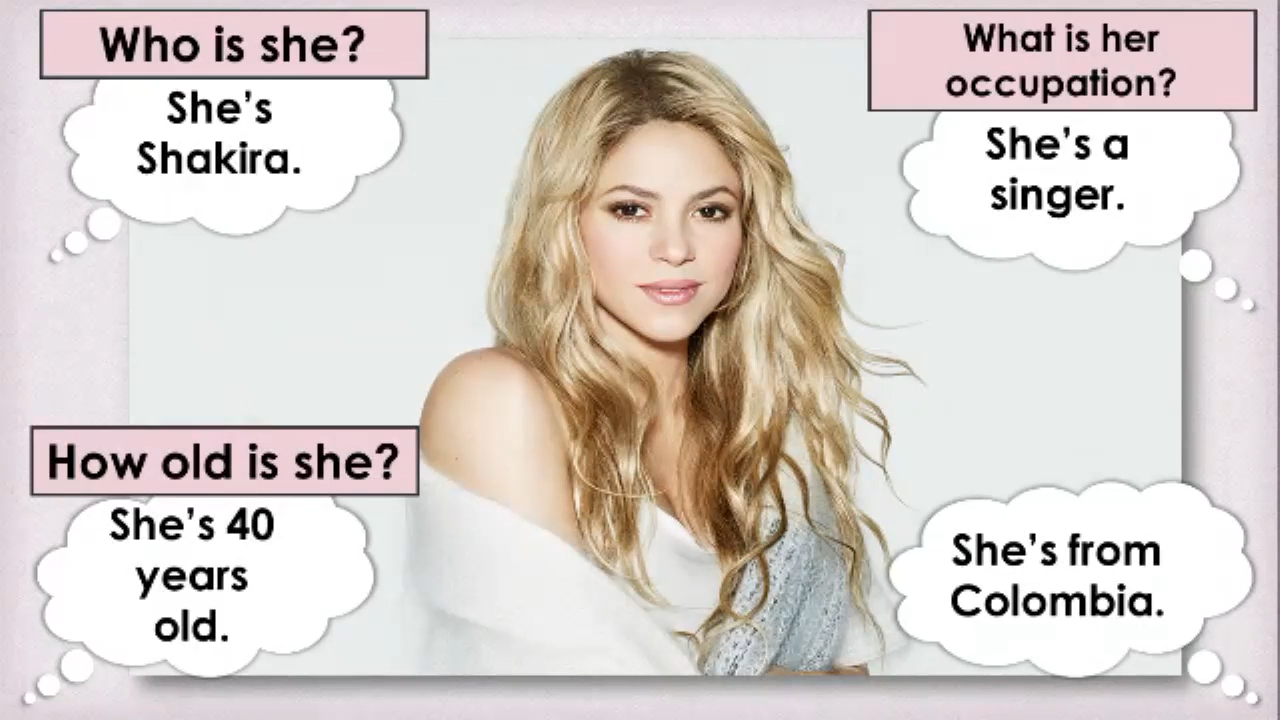 Who is she?
She's
Shakira.
What is her
occupation?
She's a
singer.
How old is she?
She's 40
years
old.
She's from
Colombia.